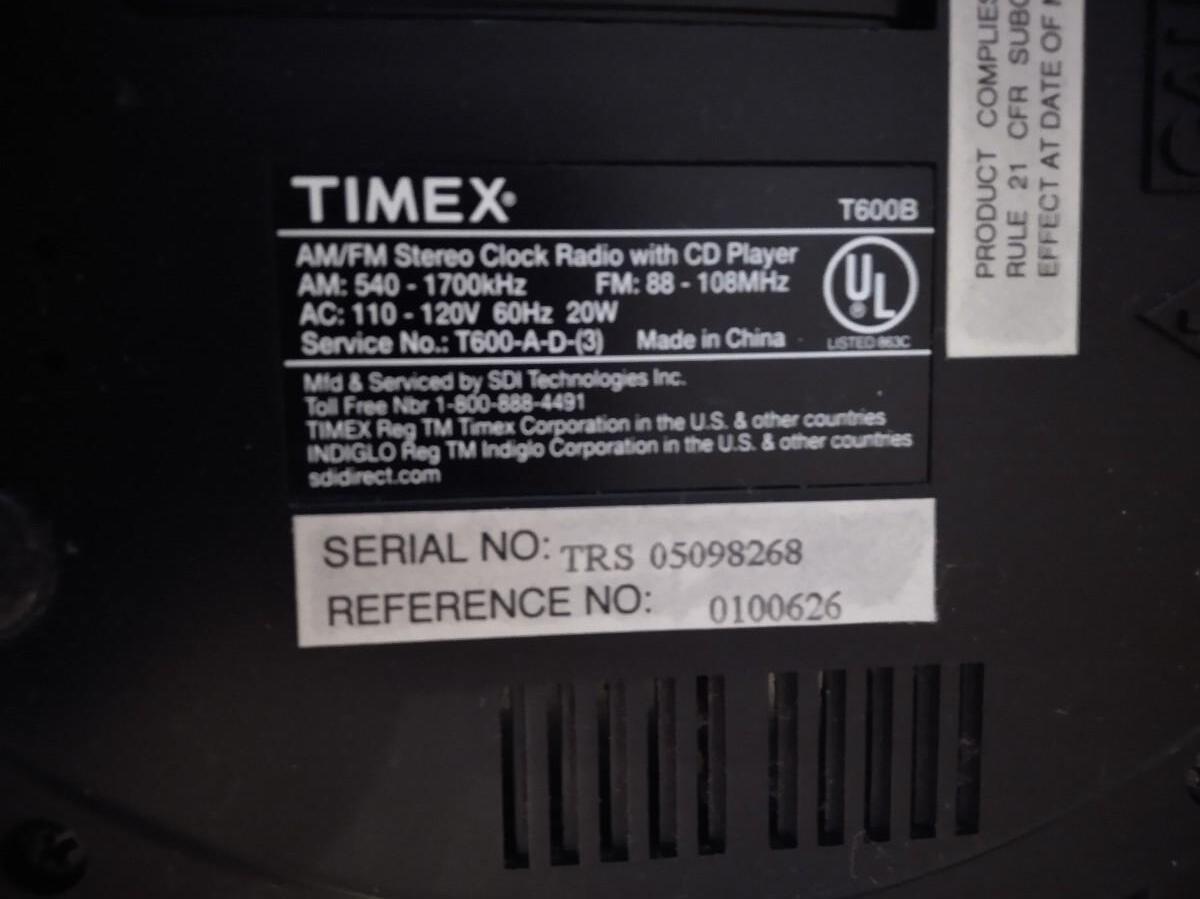 TIMEX®
T600B
AM/FM Stereo Clock Radio with CD Player
AM: 540 - 1700kHz FM: 88 - 108MHz
AC: 110 - 120V 60Hz 20W
Service No.: T600-A-D-(3) Made in China
UL®
LISTED 863C
Mfd & Serviced by SDI Technologies Inc.
Toll Free Nbr 1-800-888-4491
TIMEX Reg TM Timex Corporation in the U.S. & other countries
INDIGLO Reg TM Indiglo Corporation in the U.S. & other countries
sdidirect.com
SERIAL NO: TRS 05098268
REFERENCE NO: 0100626
PRODUCT COMPLIES
RULE 21 CFR SUBC
EFFECT AT DATE OF